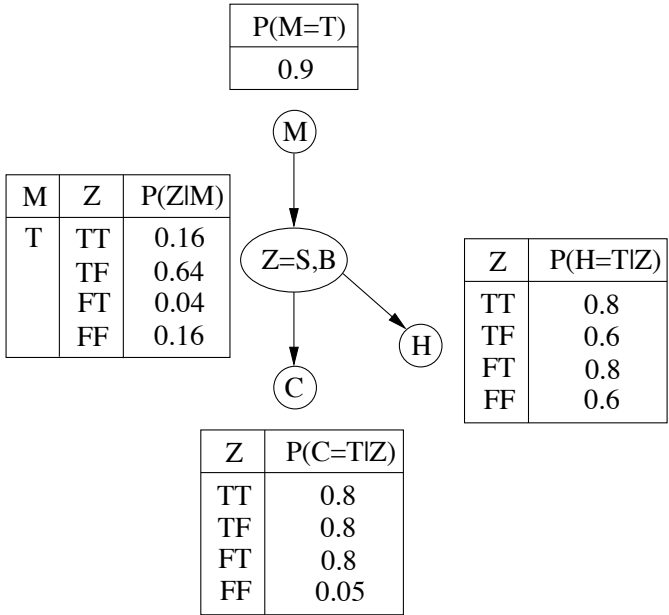 P(M=T)
0.9
M
M Z P(Z|M)
T TT 0.16
TF 0.64
FT 0.04
FF 0.16
Z=S,B
Z P(H=T|Z)
TT 0.8
TF 0.6
FT 0.8
FF 0.6
H
C
Z P(C=T|Z)
TT 0.8
TF 0.8
FT 0.8
FF 0.05